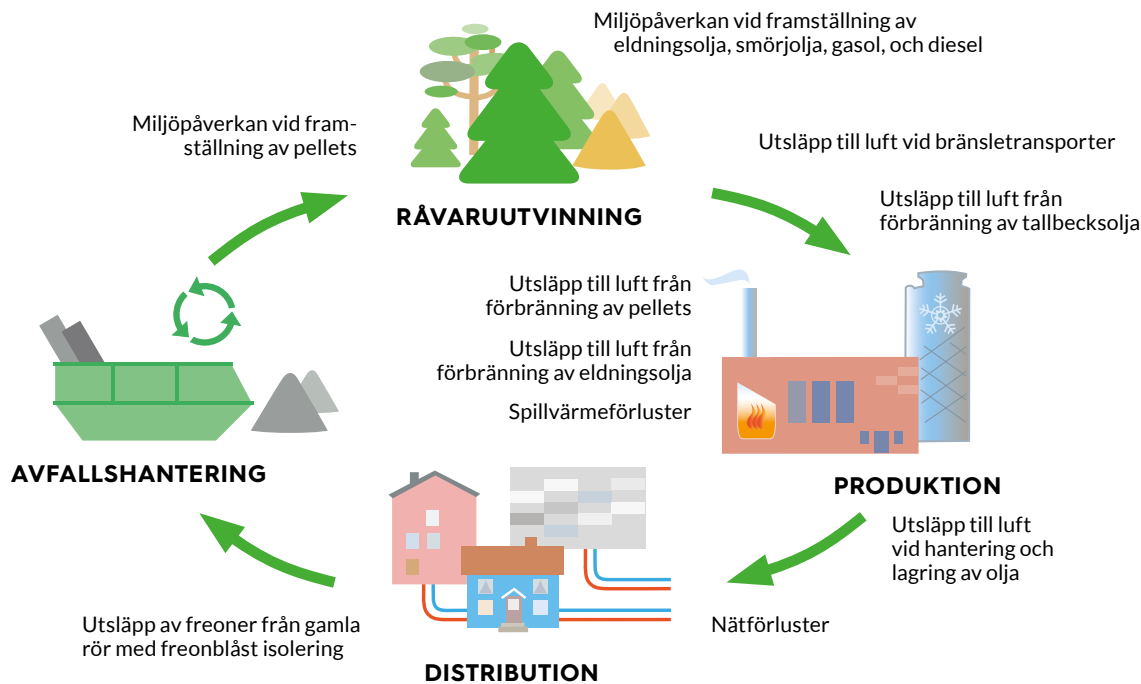 Miljöpåverkan vid framställning av
eldningsolja, smörjolja, gasol, och diesel
Miljöpåverkan vid fram-
ställning av pellets
Utsläpp till luft vid bränsletransporter
RÅVARUUTVINNING
Utsläpp till luft från
förbränning av tallbecksolja
Utsläpp till luft från
förbränning av pellets
Utsläpp till luft från
förbränning av eldningsolja
Spillvärmeförluster
AVFALLSHANTERING
PRODUKTION
Utsläpp till luft
vid hantering och
lagring av olja
Nätförluster
Utsläpp av freoner från gamla
rör med freonblåst isolering
DISTRIBUTION